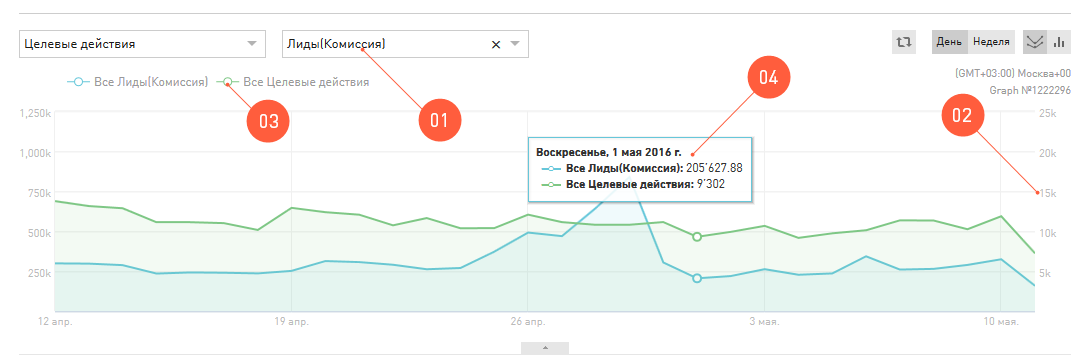 Целевые действия
Лиды(Комиссия) ×
День Неделя
Все Лиды(Комиссия) Все Целевые действия
(GMT+03:00) Москва+00
Graph №1222296
04
03
01
02
1,250k
25k
1,000k
20k
Воскресенье, 1 мая 2016 г.
Все Лиды(Комиссия): 205'627.88
Все Целевые действия: 9'302
750k
15k
500k
10k
250k
5k
12 апр. 19 апр. 26 апр. 3 мая. 10 мая.